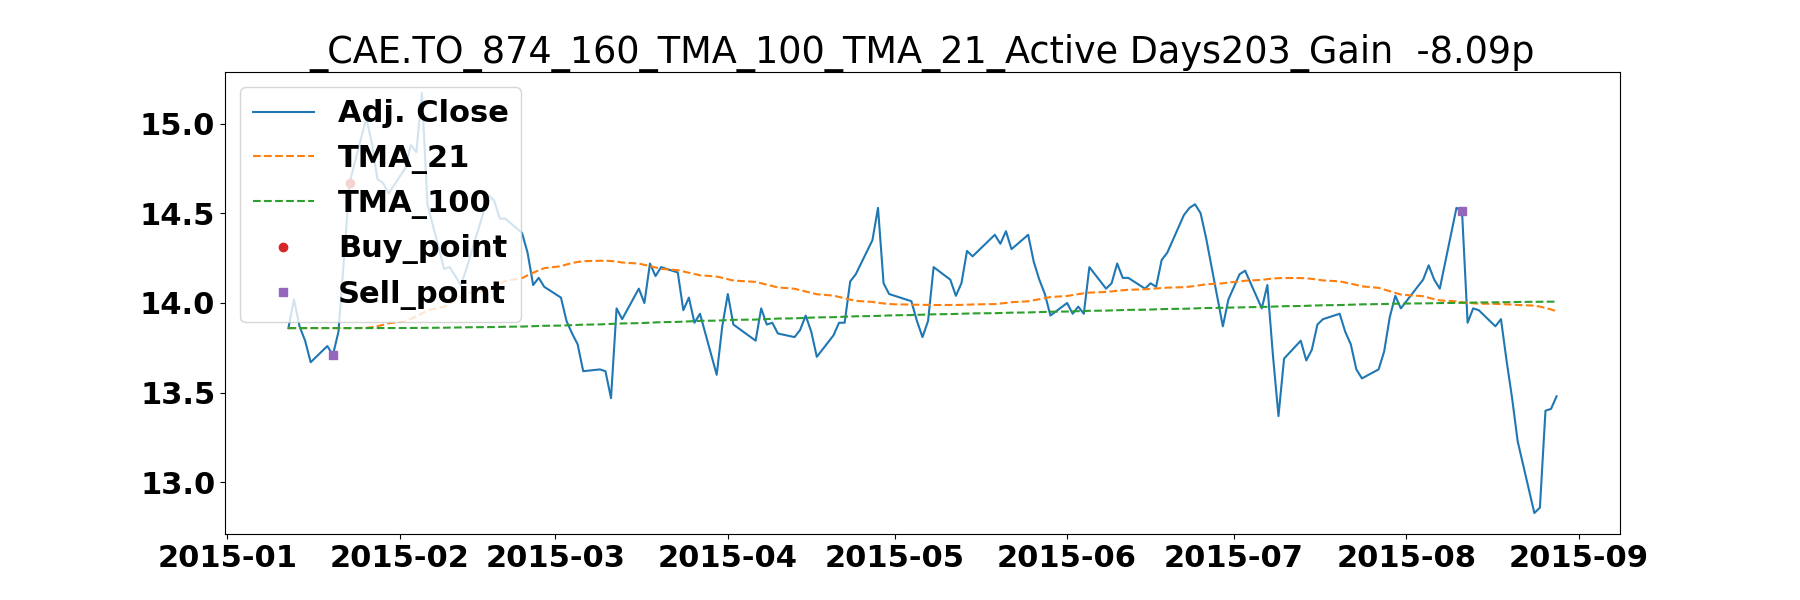 _CAE.TO_874_160_TMA_100_TMA_21_Active Days203_Gain  -8.09p
Adj. Close
TMA_21
TMA_100
Buy_point
Sell_point
15.0
14.5
14.0
13.5
13.0
2015-01 2015-02 2015-03 2015-04 2015-05 2015-06 2015-07 2015-08 2015-09